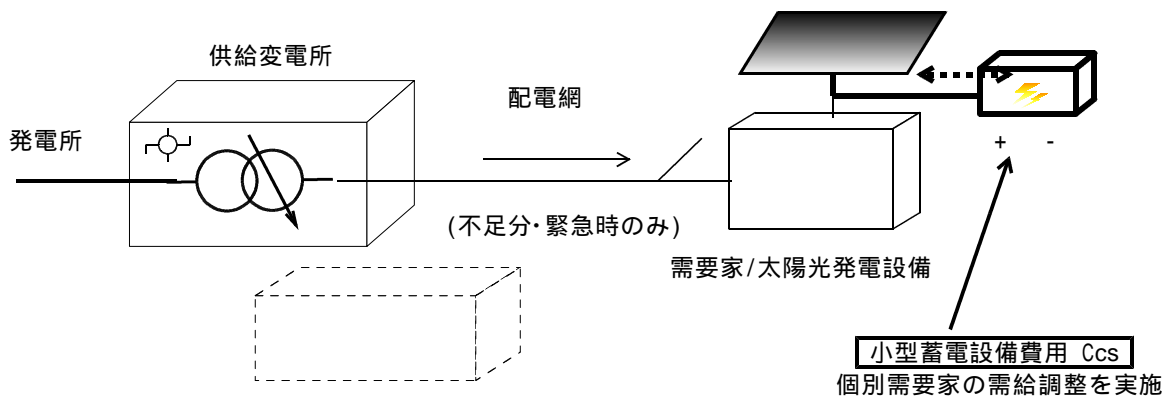 供給変電所
配電網
発電所
+ -
(不足分・緊急時のみ)
需要家/太陽光発電設備
小型蓄電設備費用 Ccs
個別需要家の需給調整を実施